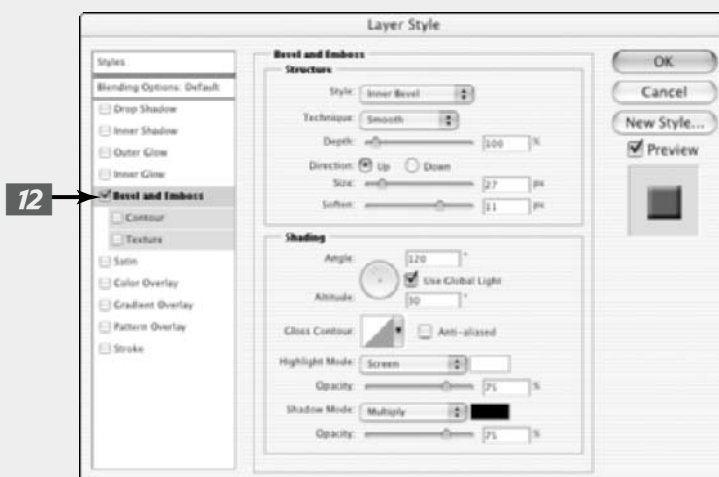 Layer Style
Styles
Blending Options: Default
Drop Shadow
Inner Shadow
Outer Glow
Inner Glow
12
Bevel and Emboss
Contour
Texture
Satin
Color Overlay
Gradient Overlay
Pattern Overlay
Stroke
Bevel and Emboss
Structure
Style: Inner Bevel
Technique: Smooth
Depth: 100 %
Direction: Up Down
Size: 27 px
Soften: 11 px
Shading
Angle: 120 °
Use Global Light
Altitude: 30 °
Gloss Contour: Anti-aliased
Highlight Mode: Screen
Opacity: 75 %
Shadow Mode: Multiply
Opacity: 75 %
OK
Cancel
New Style...
Preview